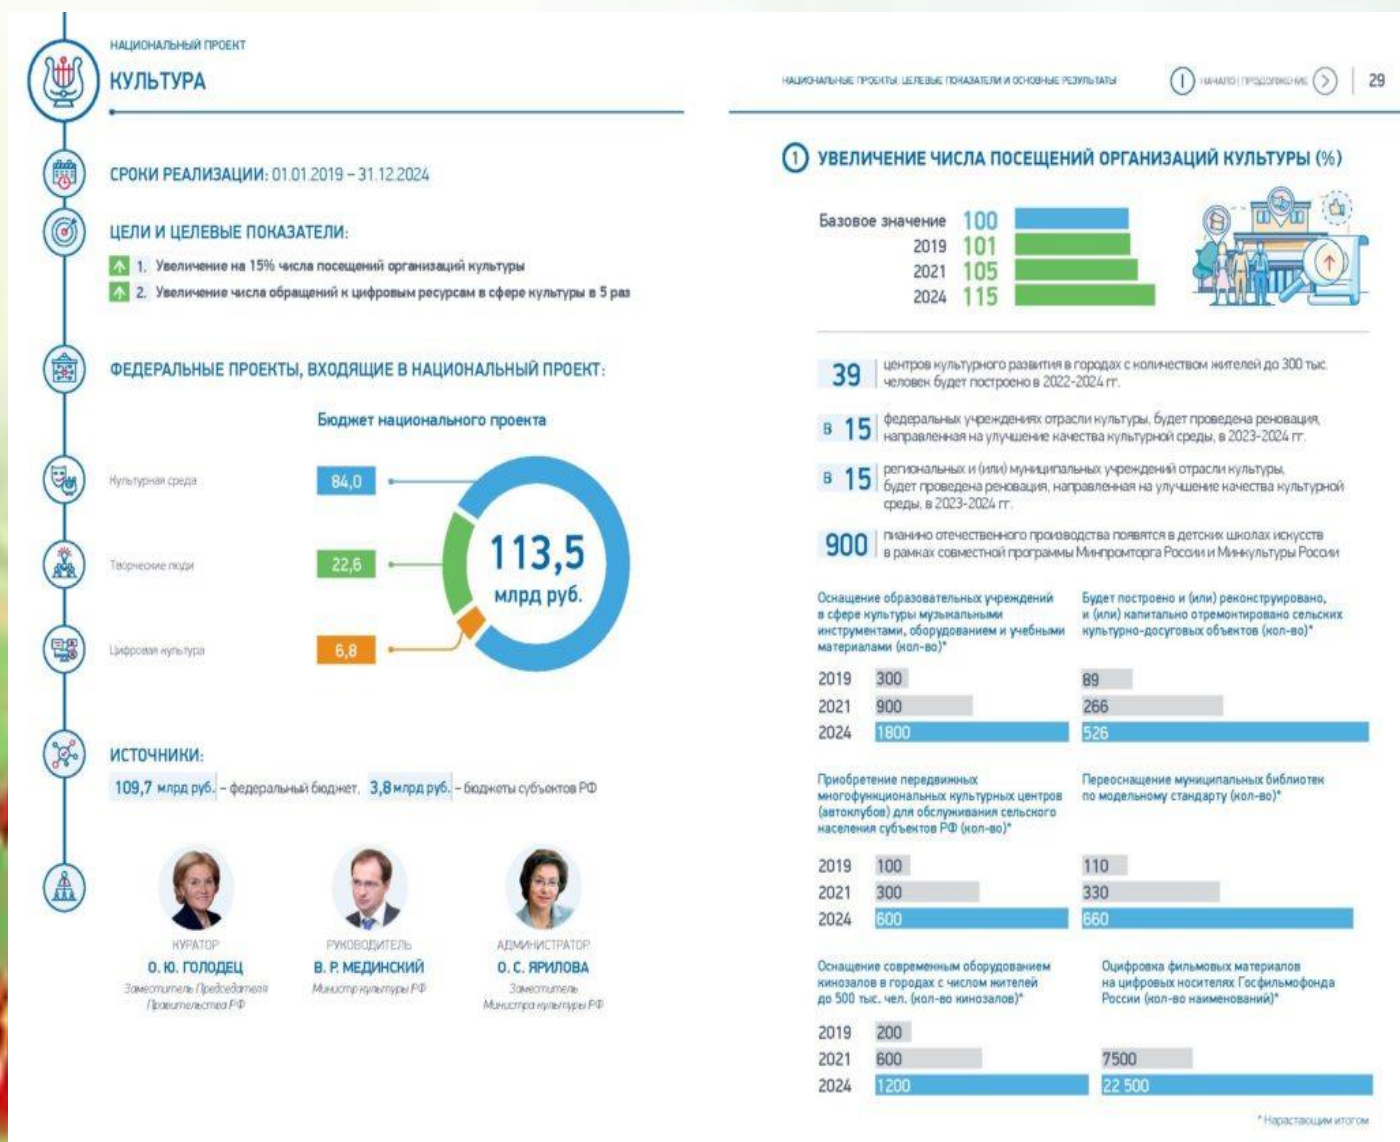 НАЦИОНАЛЬНЫЙ ПРОЕКТ
КУЛЬТУРА
СРОКИ РЕАЛИЗАЦИИ: 01.01.2019 – 31.12.2024
ЦЕЛИ И ЦЕЛЕВЫЕ ПОКАЗАТЕЛИ:
1. Увеличение на 15% числа посещений организаций культуры
2. Увеличение числа обращений к цифровым ресурсам в сфере культуры в 5 раз
ФЕДЕРАЛЬНЫЕ ПРОЕКТЫ, ВХОДЯЩИЕ В НАЦИОНАЛЬНЫЙ ПРОЕКТ:
Бюджет национального проекта
Культурная среда 84,0
Творческие люди 22,6
Цифровая культура 6,8
113,5
млрд руб.
ИСТОЧНИКИ:
109,7 млрд руб. – федеральный бюджет, 3,8 млрд руб. – бюджеты субъектов РФ
КУРАТОР
О. Ю. ГОЛОДЕЦ
Заместитель Председателя
Правительства РФ
РУКОВОДИТЕЛЬ
В. Р. МЕДИНСКИЙ
Министр культуры РФ
АДМИНИСТРАТОР
О. С. ЯРИЛОВА
Заместитель
Министра культуры РФ
НАЦИОНАЛЬНЫЕ ПРОЕКТЫ: ЦЕЛЕВЫЕ ПОКАЗАТЕЛИ И ОСНОВНЫЕ РЕЗУЛЬТАТЫ
НАЧАЛО | ПРОДОЛЖЕНИЕ 29
1 УВЕЛИЧЕНИЕ ЧИСЛА ПОСЕЩЕНИЙ ОРГАНИЗАЦИЙ КУЛЬТУРЫ (%)
Базовое значение 100
2019 101
2021 105
2024 115
39 центров культурного развития в городах с количеством жителей до 300 тыс.
человек будет построено в 2022-2024 гг.
в 15 федеральных учреждениях отрасли культуры, будет проведена реновация,
направленная на улучшение качества культурной среды, в 2023-2024 гг.
в 15 региональных и (или) муниципальных учреждений отрасли культуры,
будет проведена реновация, направленная на улучшение качества культурной
среды, в 2023-2024 гг.
900 пианино отечественного производства появятся в детских школах искусств
в рамках совместной программы Минпромторга России и Минкультуры России
Оснащение образовательных учреждений
в сфере культуры музыкальными
инструментами, оборудованием и учебными
материалами (кол-во)*
2019 300
2021 900
2024 1800
Будет построено и (или) реконструировано,
и (или) капитально отремонтировано сельских
культурно-досуговых объектов (кол-во)*
89
266
526
Приобретение передвижных
многофункциональных культурных центров
(автоклубов) для обслуживания сельского
населения субъектов РФ (кол-во)*
2019 100
2021 300
2024 600
Переоснащение муниципальных библиотек
по модельному стандарту (кол-во)*
110
330
660
Оснащение современным оборудованием
кинозалов в городах с числом жителей
до 500 тыс. чел. (кол-во кинозалов)*
2019 200
2021 600
2024 1200
Оцифровка фильмовых материалов
на цифровых носителях Госфильмофонда
России (кол-во наименований)*
7500
22 500
* Нарастающим итогом